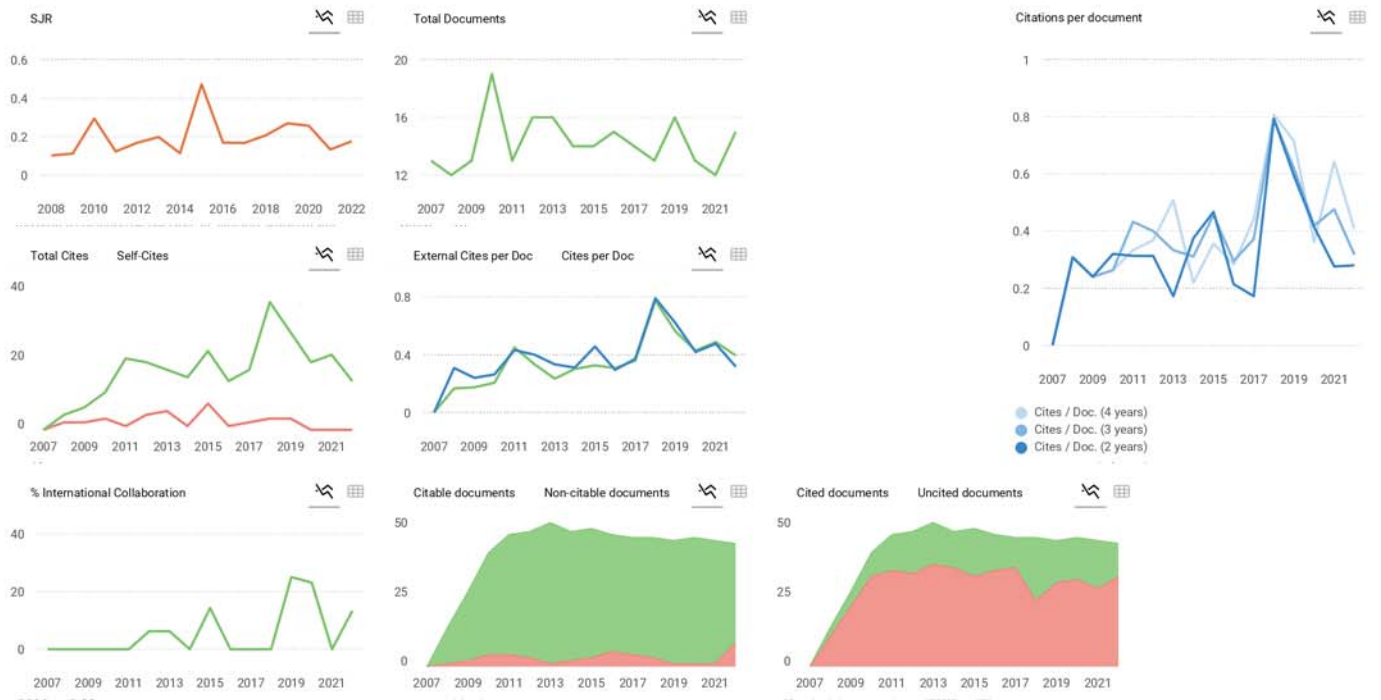 SJR
0.6
0.4
0.2
0
2008 2010 2012 2014 2016 2018 2020 2022
Total Documents
20
16
12
2007 2009 2011 2013 2015 2017 2019 2021
Citations per document
1
0.8
0.6
0.4
0.2
0
2007 2009 2011 2013 2015 2017 2019 2021
Cites / Doc. (4 years)
Cites / Doc. (3 years)
Cites / Doc. (2 years)
Total Cites Self-Cites
40
20
0
2007 2009 2011 2013 2015 2017 2019 2021
External Cites per Doc Cites per Doc
0.8
0.4
0
2007 2009 2011 2013 2015 2017 2019 2021
% International Collaboration
40
20
0
2007 2009 2011 2013 2015 2017 2019 2021
Citable documents Non-citable documents
50
25
0
2007 2009 2011 2013 2015 2017 2019 2021
Cited documents Uncited documents
50
25
0
2007 2009 2011 2013 2015 2017 2019 2021